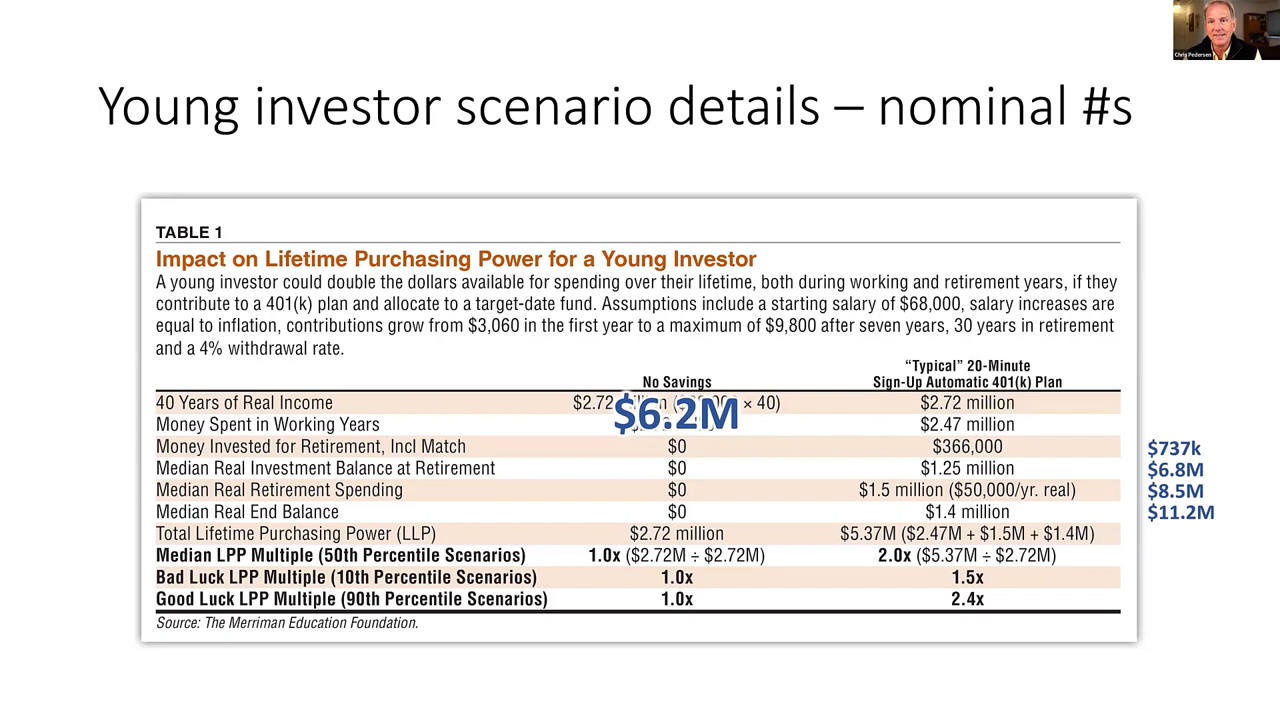 Chris Pedersen
Young investor scenario details – nominal #s
TABLE 1
Impact on Lifetime Purchasing Power for a Young Investor
A young investor could double the dollars available for spending over their lifetime, both during working and retirement years, if they
contribute to a 401(k) plan and allocate to a target-date fund. Assumptions include a starting salary of $68,000, salary increases are
equal to inflation, contributions grow from $3,060 in the first year to a maximum of $9,800 after seven years, 30 years in retirement
and a 4% withdrawal rate.
"Typical" 20-Minute
No Savings Sign-Up Automatic 401(k) Plan
40 Years of Real Income $2.72 × 40) $2.72 million
$6.2M
Money Spent in Working Years $2.47 million
Money Invested for Retirement, Incl Match $0 $366,000 $737k
Median Real Investment Balance at Retirement $0 $1.25 million $6.8M
Median Real Retirement Spending $0 $1.5 million ($50,000/yr. real) $8.5M
Median Real End Balance $0 $1.4 million $11.2M
Total Lifetime Purchasing Power (LLP) $2.72 million $5.37M ($2.47M + $1.5M + $1.4M)
Median LPP Multiple (50th Percentile Scenarios) 1.0x ($2.72M ÷ $2.72M) 2.0x ($5.37M ÷ $2.72M)
Bad Luck LPP Multiple (10th Percentile Scenarios) 1.0x 1.5x
Good Luck LPP Multiple (90th Percentile Scenarios) 1.0x 2.4x
Source: The Merriman Education Foundation.